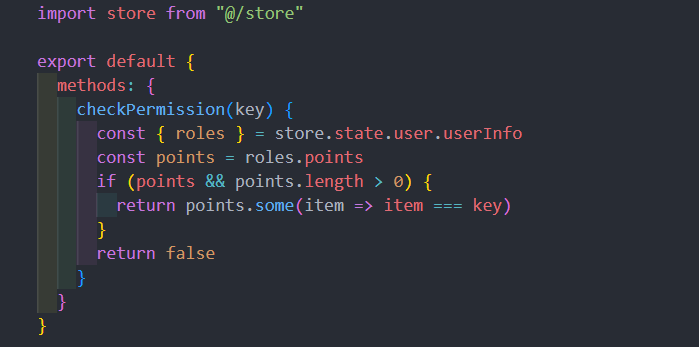 import store from "@/store"

export default {
  methods: {
    checkPermission(key) {
      const { roles } = store.state.user.userInfo
      const points = roles.points
      if (points && points.length > 0) {
        return points.some(item => item === key)
      }
      return false
    }
  }
}